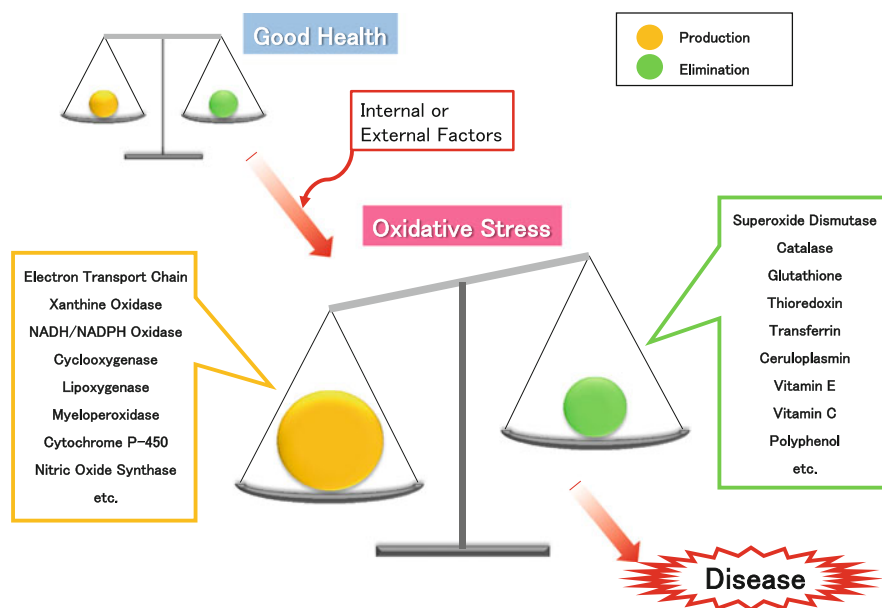 Good Health
Production
Elimination
Internal or
External Factors
Oxidative Stress
Electron Transport Chain
Xanthine Oxidase
NADH/NADPH Oxidase
Cyclooxygenase
Lipoxygenase
Myeloperoxidase
Cytochrome P-450
Nitric Oxide Synthase
etc.
Superoxide Dismutase
Catalase
Glutathione
Thioredoxin
Transferrin
Ceruloplasmin
Vitamin E
Vitamin C
Polyphenol
etc.
Disease